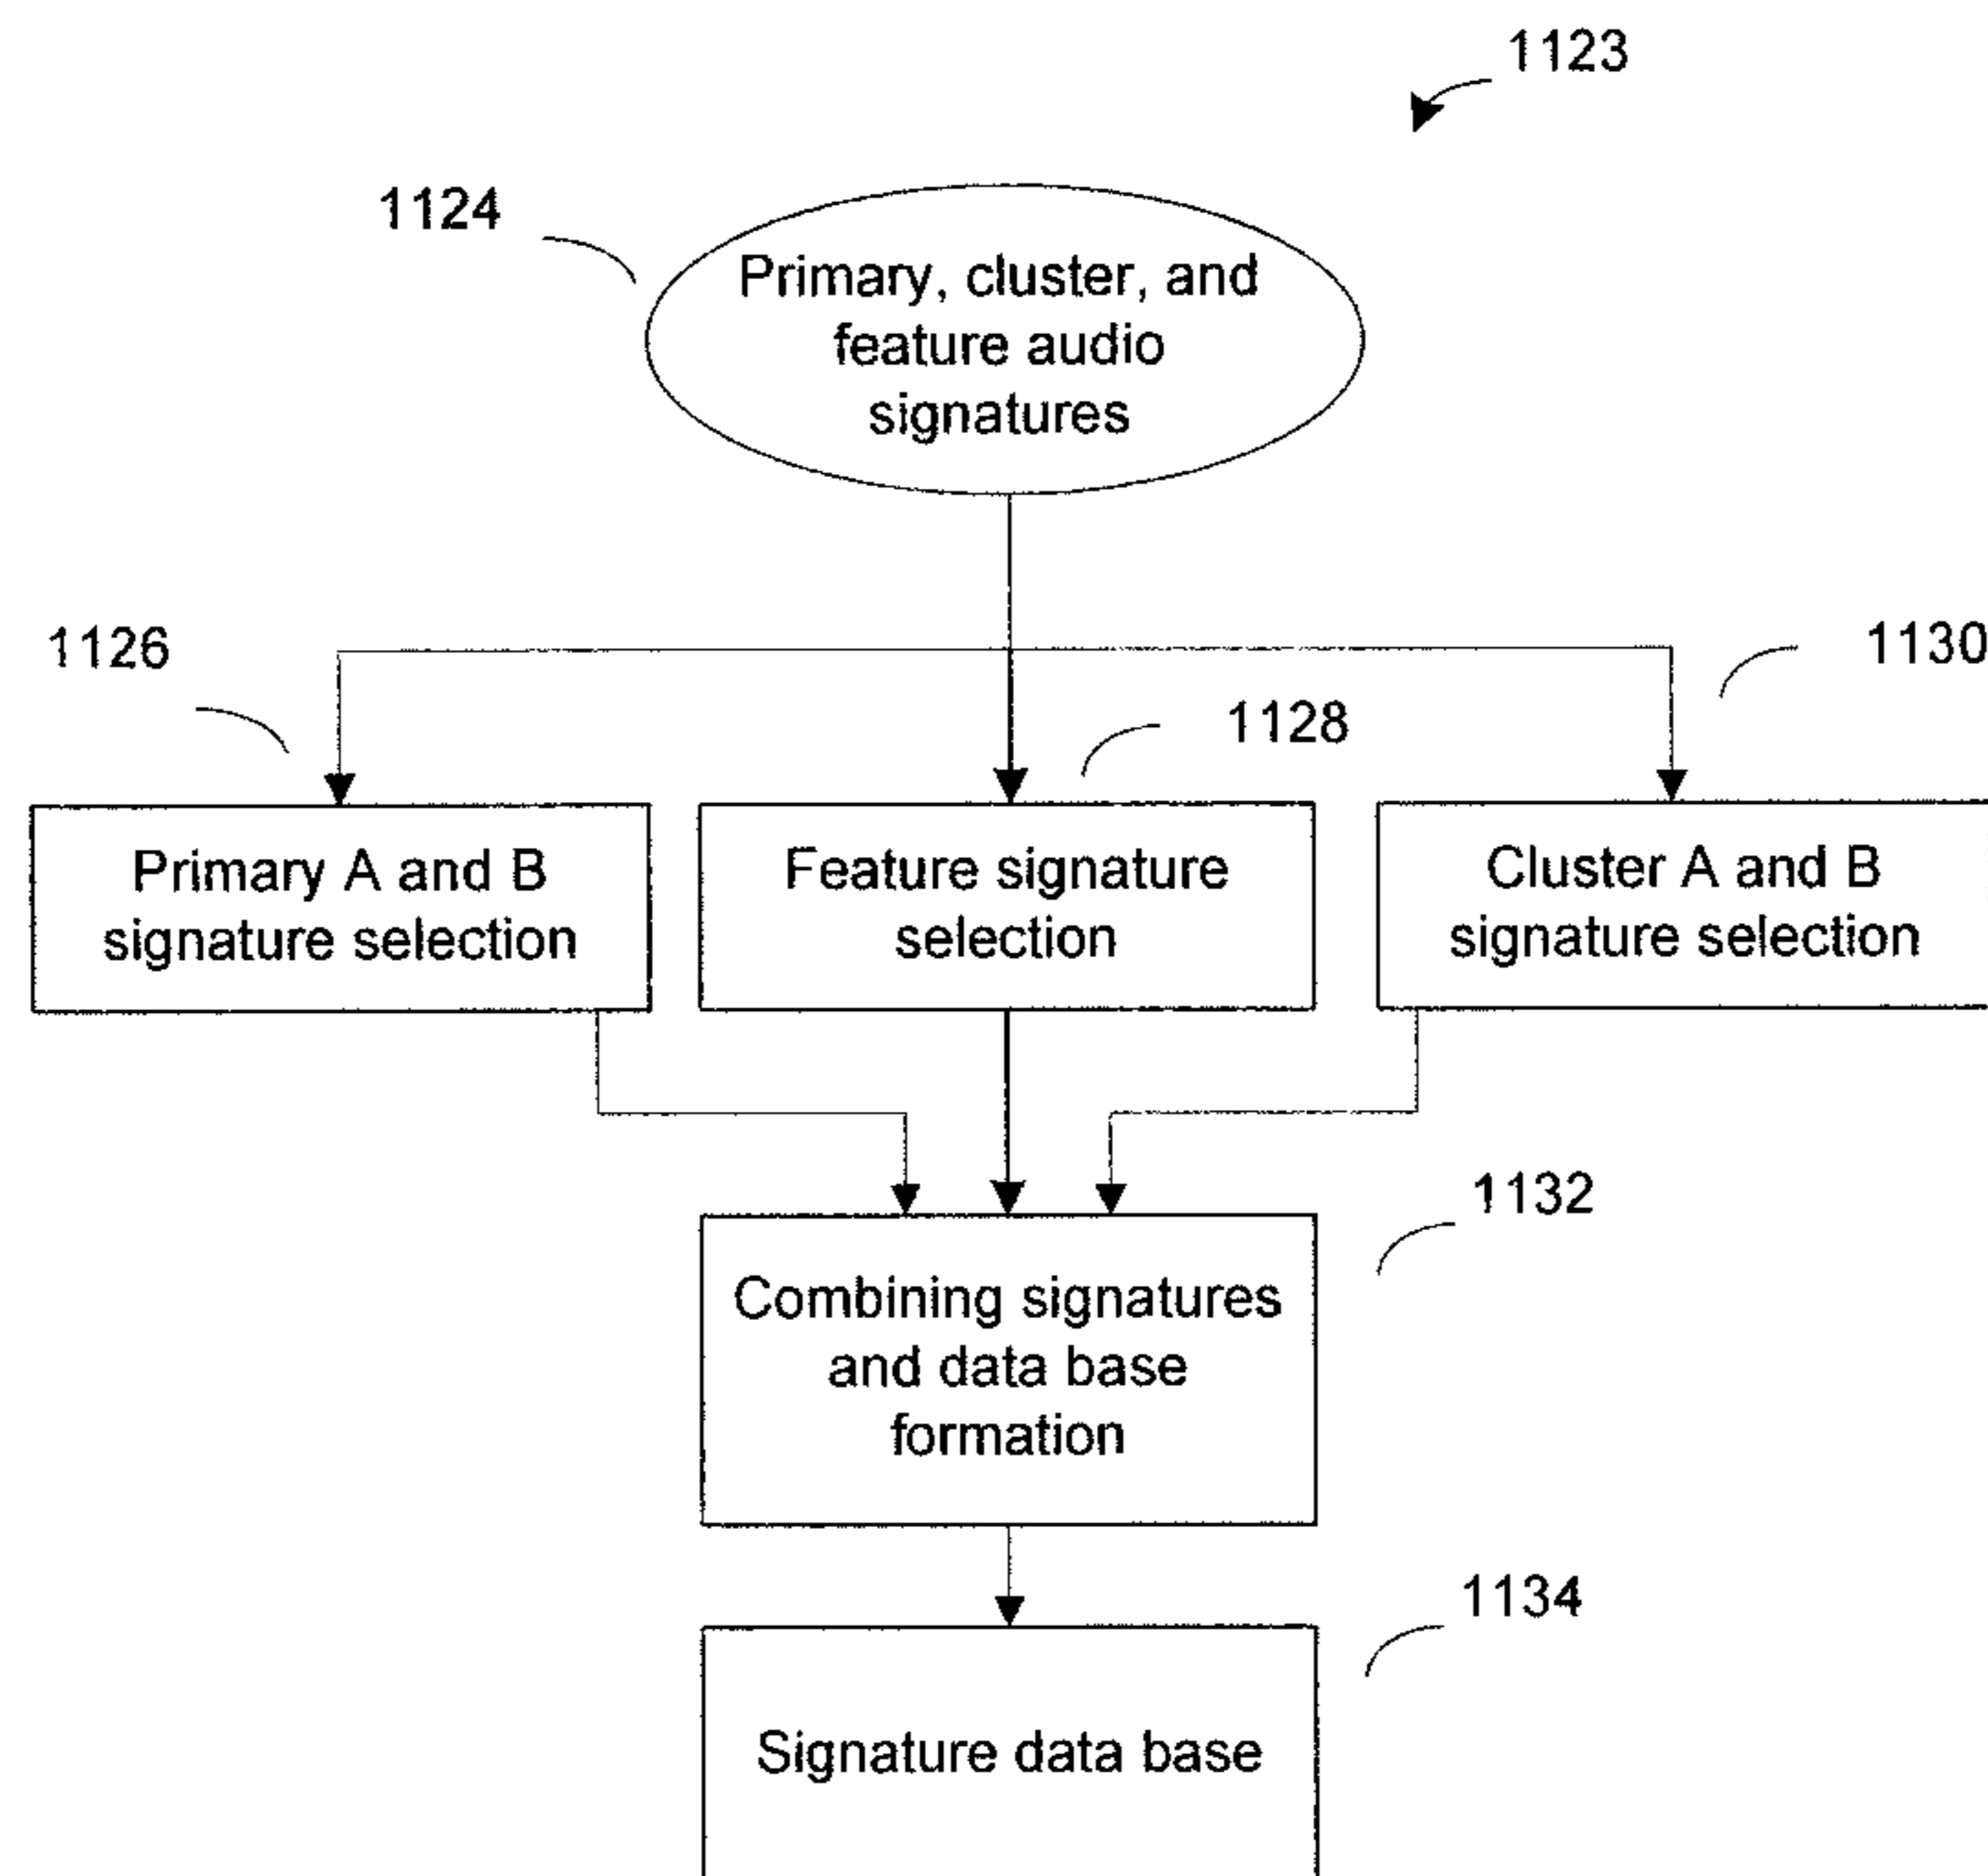 1123
1124
Primary, cluster, and
feature audio
signatures
1126
1130
1128
Primary A and B
signature selection
Feature signature
selection
Cluster A and B
signature selection
1132
Combining signatures
and data base
formation
1134
Signature data base